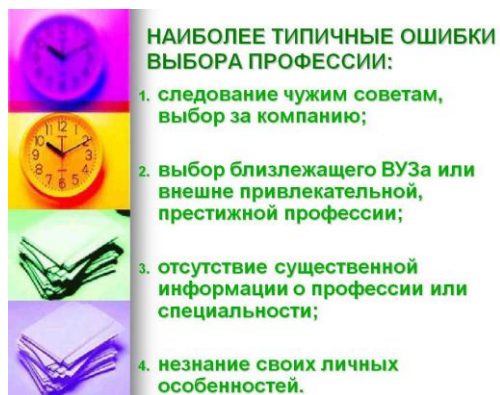 НАИБОЛЕЕ ТИПИЧНЫЕ ОШИБКИ
ВЫБОРА ПРОФЕССИИ:
1. следование чужим советам,
выбор за компанию;
2. выбор близлежащего ВУЗа или
внешне привлекательной,
престижной профессии;
3. отсутствие существенной
информации о профессии или
специальности;
4. незнание своих личных
особенностей.